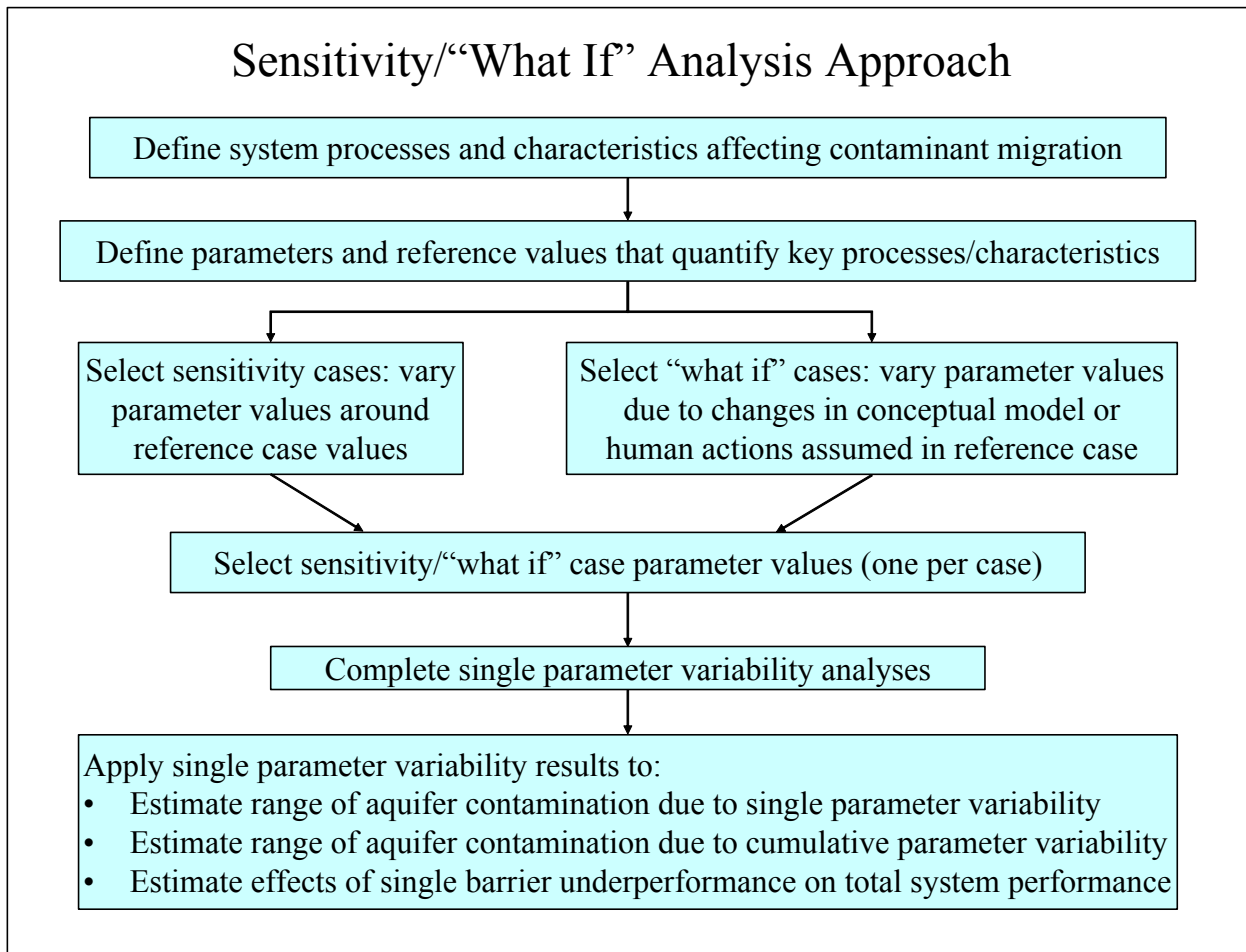 Sensitivity/“What If” Analysis Approach
Define system processes and characteristics affecting contaminant migration
Define parameters and reference values that quantify key processes/characteristics
Select sensitivity cases: vary
parameter values around
reference case values
Select “what if” cases: vary parameter values
due to changes in conceptual model or
human actions assumed in reference case
Select sensitivity/“what if” case parameter values (one per case)
Complete single parameter variability analyses
Apply single parameter variability results to:
• Estimate range of aquifer contamination due to single parameter variability
• Estimate range of aquifer contamination due to cumulative parameter variability
• Estimate effects of single barrier underperformance on total system performance